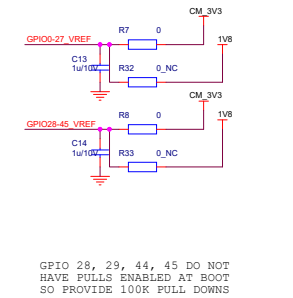 CM_3V3
R7 0 1V8
GPIO0-27_VREF
C13
1u/10V
R32 0_NC
CM_3V3
R8 0 1V8
GPIO28-45_VREF
C14
1u/10V
R33 0_NC
GPIO 28, 29, 44, 45 DO NOT
HAVE PULLS ENABLED AT BOOT
SO PROVIDE 100K PULL DOWNS